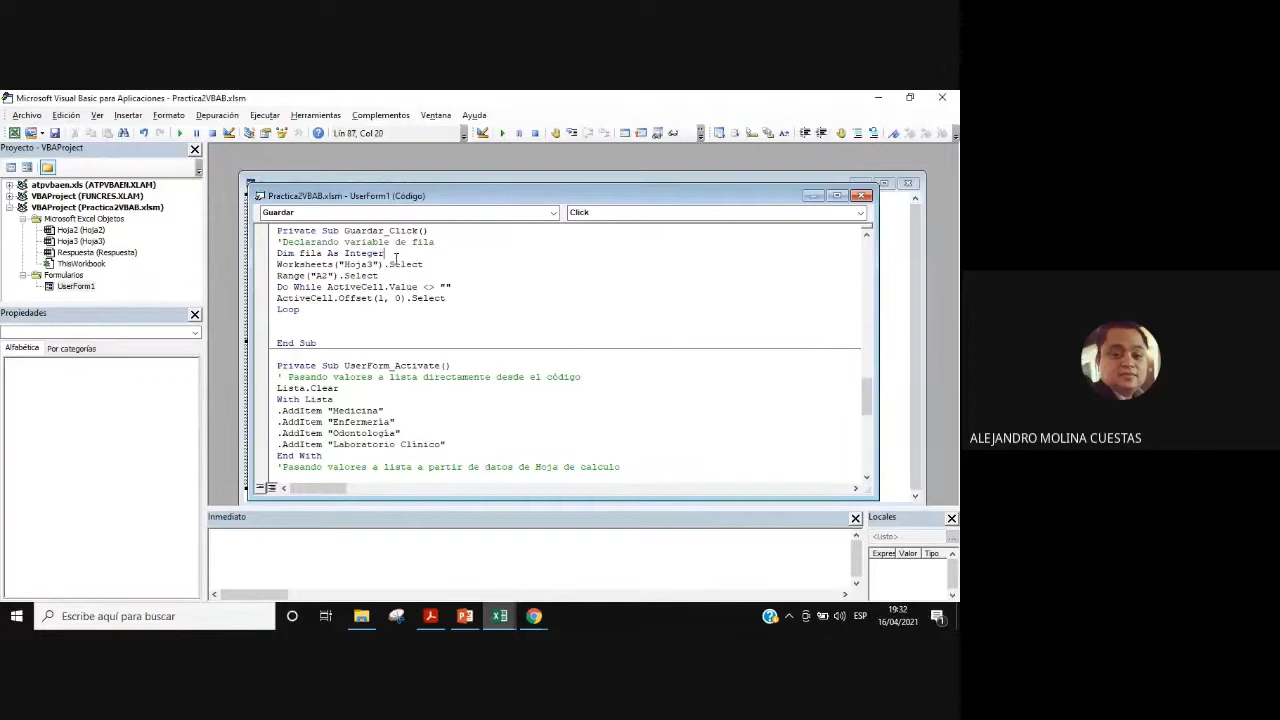 Microsoft Visual Basic para Aplicaciones - Practica2VBAB.xlsm
Archivo Edición Ver Insertar Formato Depuración Ejecutar Herramientas Complementos Ventana Ayuda
Lín 87, Col 20
Proyecto - VBAProject
atpvbaen.xls (ATPVBAEN.XLAM)
VBAProject (FUNCRES.XLAM)
VBAProject (Practica2VBAB.xlsm)
Microsoft Excel Objetos
Hoja2 (Hoja2)
Hoja3 (Hoja3)
Respuesta (Respuesta)
ThisWorkbook
Formularios
UserForm1
Propiedades
Alfabética Por categorías
Practica2VBAB.xlsm - UserForm1 (Código)
Guardar Click
Private Sub Guardar_Click()
'Declarando variable de fila
Dim fila As Integer
Worksheets("Hoja3").Select
Range("A2").Select
Do While ActiveCell.Value <> ""
ActiveCell.Offset(1, 0).Select
Loop
End Sub
Private Sub UserForm_Activate()
' Pasando valores a lista directamente desde el código
Lista.Clear
With Lista
.AddItem "Medicina"
.AddItem "Enfermería"
.AddItem "Odontología"
.AddItem "Laboratorio Clínico"
End With
'Pasando valores a lista a partir de datos de Hoja de calculo
Inmediato
Locales
<Listo>
Expres Valor Tipo
Escribe aquí para buscar
ESP
19:32
16/04/2021
ALEJANDRO MOLINA CUESTAS